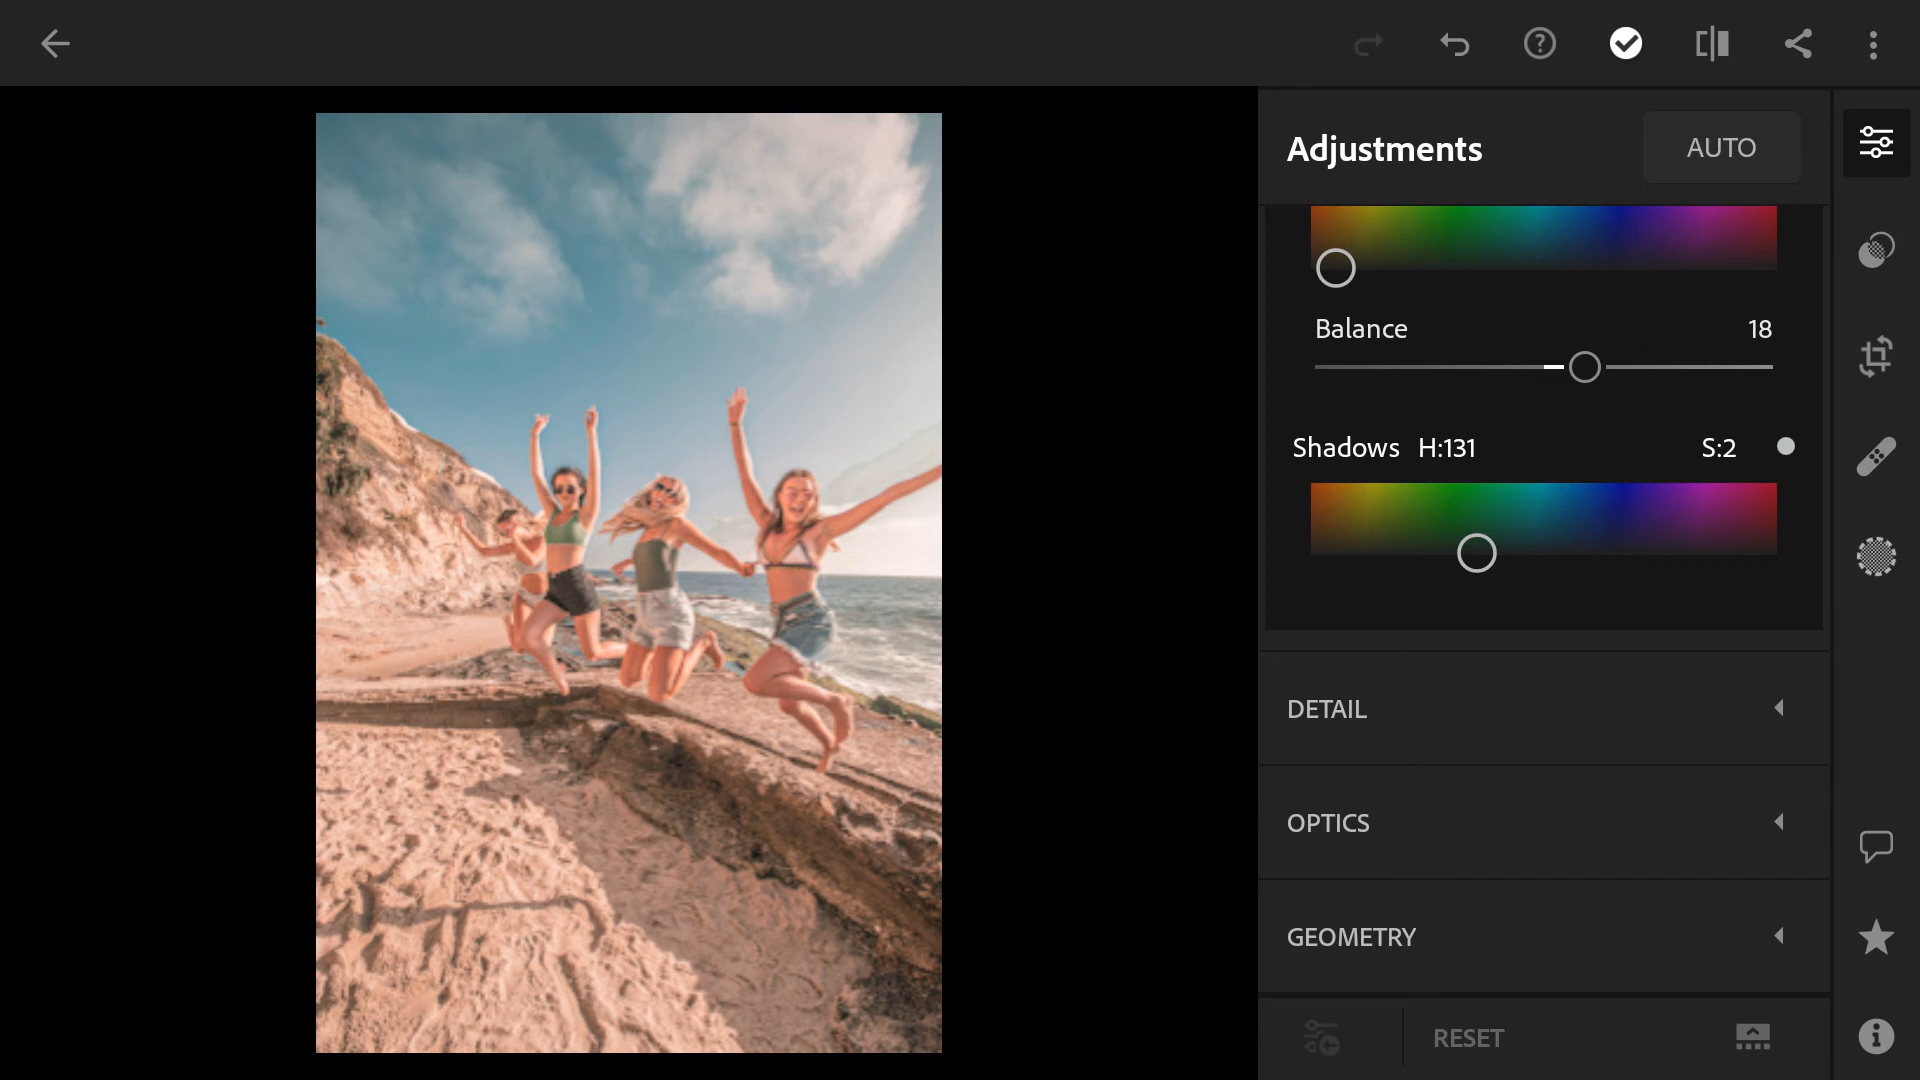 Adjustments AUTO
Balance 18
Shadows H:131 S:2
DETAIL
OPTICS
GEOMETRY
RESET